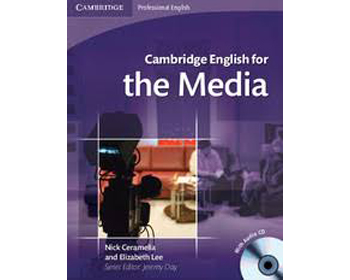 CAMBRIDGE Professional English
Cambridge English for
the Media
Nick Ceramella
and Elizabeth Lee
Series Editor: Jeremy Day
With Audio CD